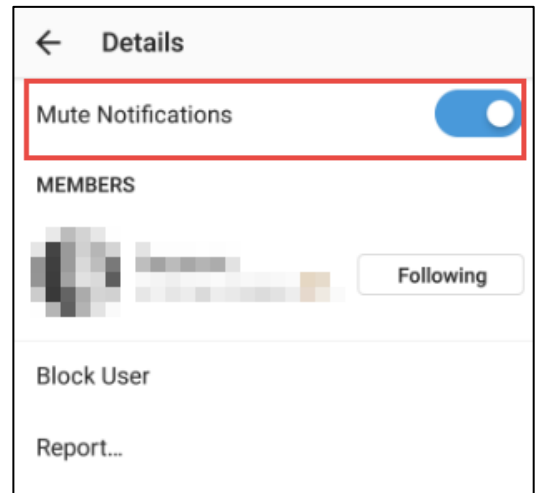 Details
Mute Notifications
MEMBERS
Following
Block User
Report...